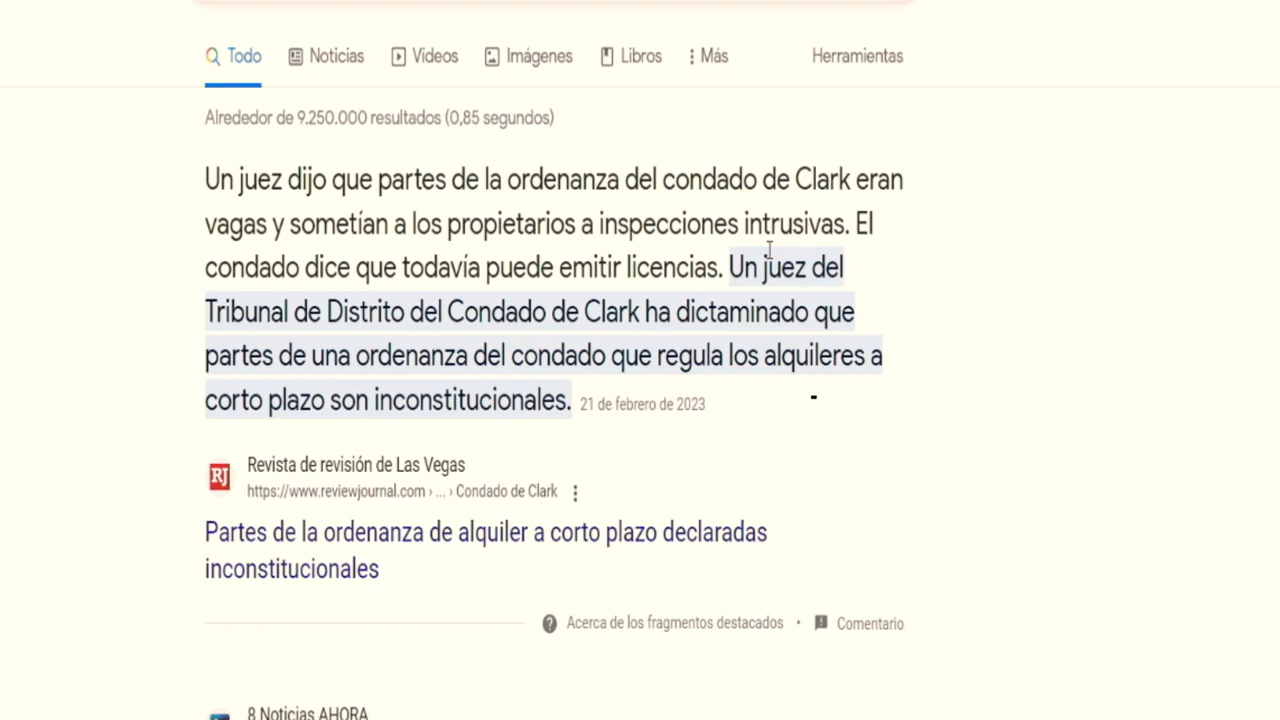 Todo Noticias Vídeos Imágenes Libros Más Herramientas
Alrededor de 9.250.000 resultados (0,85 segundos)
Un juez dijo que partes de la ordenanza del condado de Clark eran
vagas y sometían a los propietarios a inspecciones intrusivas. El
condado dice que todavía puede emitir licencias. Un juez del
Tribunal de Distrito del Condado de Clark ha dictaminado que
partes de una ordenanza del condado que regula los alquileres a
corto plazo son inconstitucionales. 21 de febrero de 2023
RJ Revista de revisión de Las Vegas
https://www.reviewjournal.com › ... › Condado de Clark
Partes de la ordenanza de alquiler a corto plazo declaradas
inconstitucionales
Acerca de los fragmentos destacados · Comentario
8 Noticias AHORA